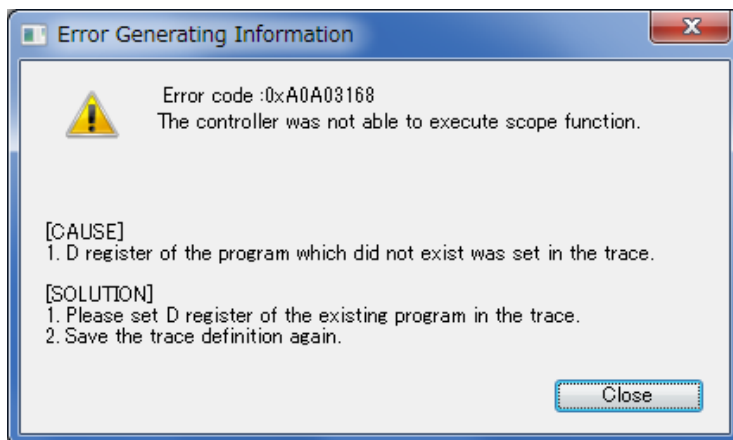 Error Generating Information
Error code :0xA0A03168
The controller was not able to execute scope function.
[CAUSE]
1. D register of the program which did not exist was set in the trace.
[SOLUTION]
1. Please set D register of the existing program in the trace.
2. Save the trace definition again.
Close